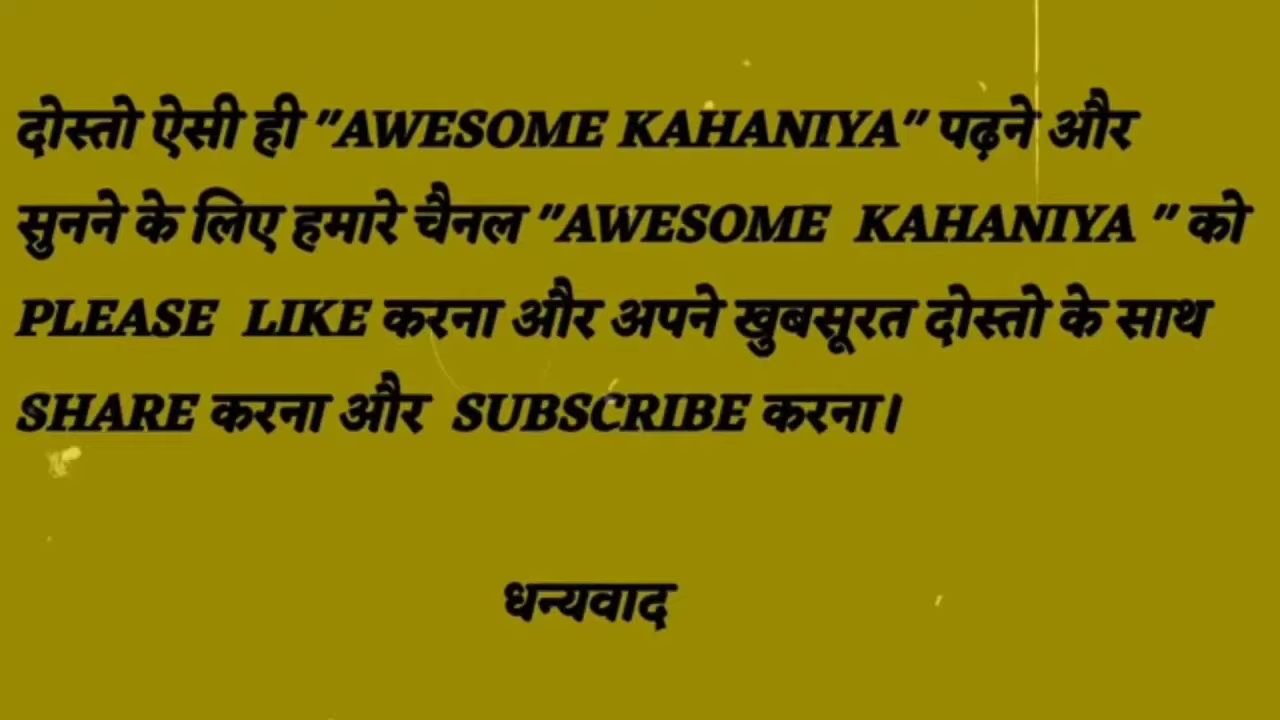 दोस्तो ऐसी ही "AWESOME KAHANIYA" पढ़ने और
सुनने के लिए हमारे चैनल "AWESOME KAHANIYA " को
PLEASE LIKE करना और अपने खुबसूरत दोस्तो के साथ
SHARE करना और SUBSCRIBE करना।
धन्यवाद